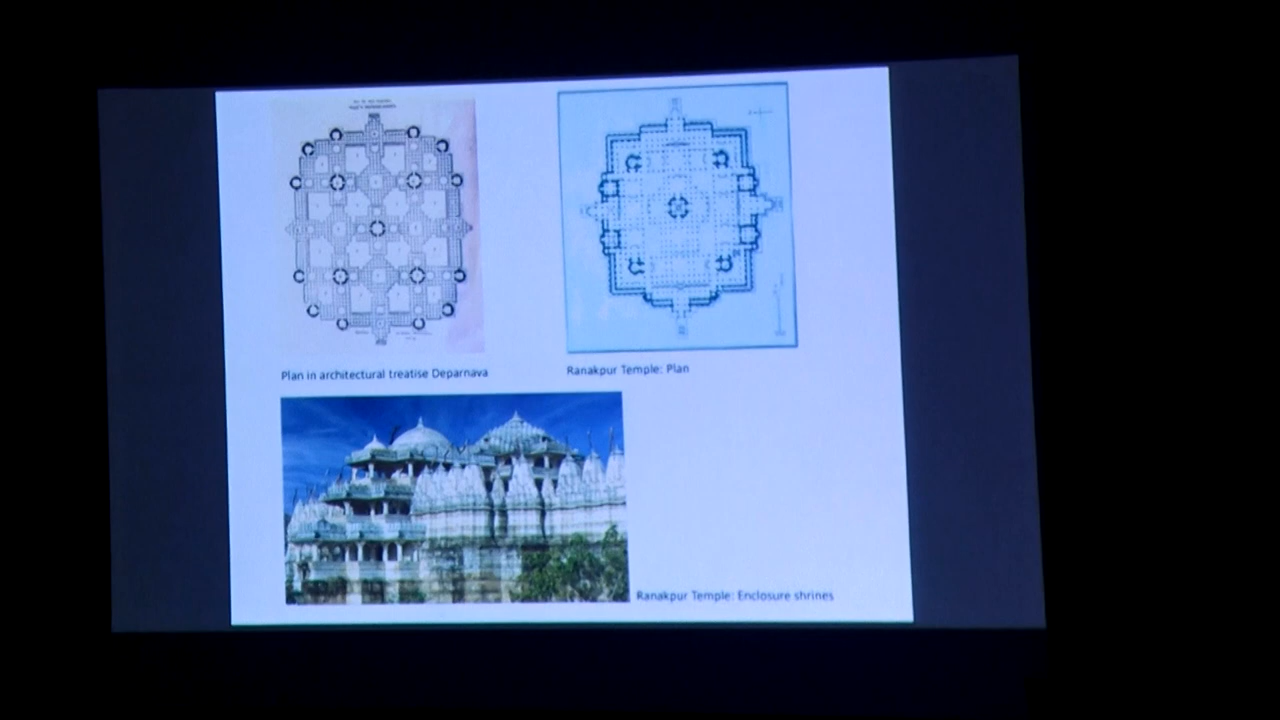 Plan in architectural treatise Deparnava
Ranakpur Temple: Plan
Ranakpur Temple: Enclosure shrines